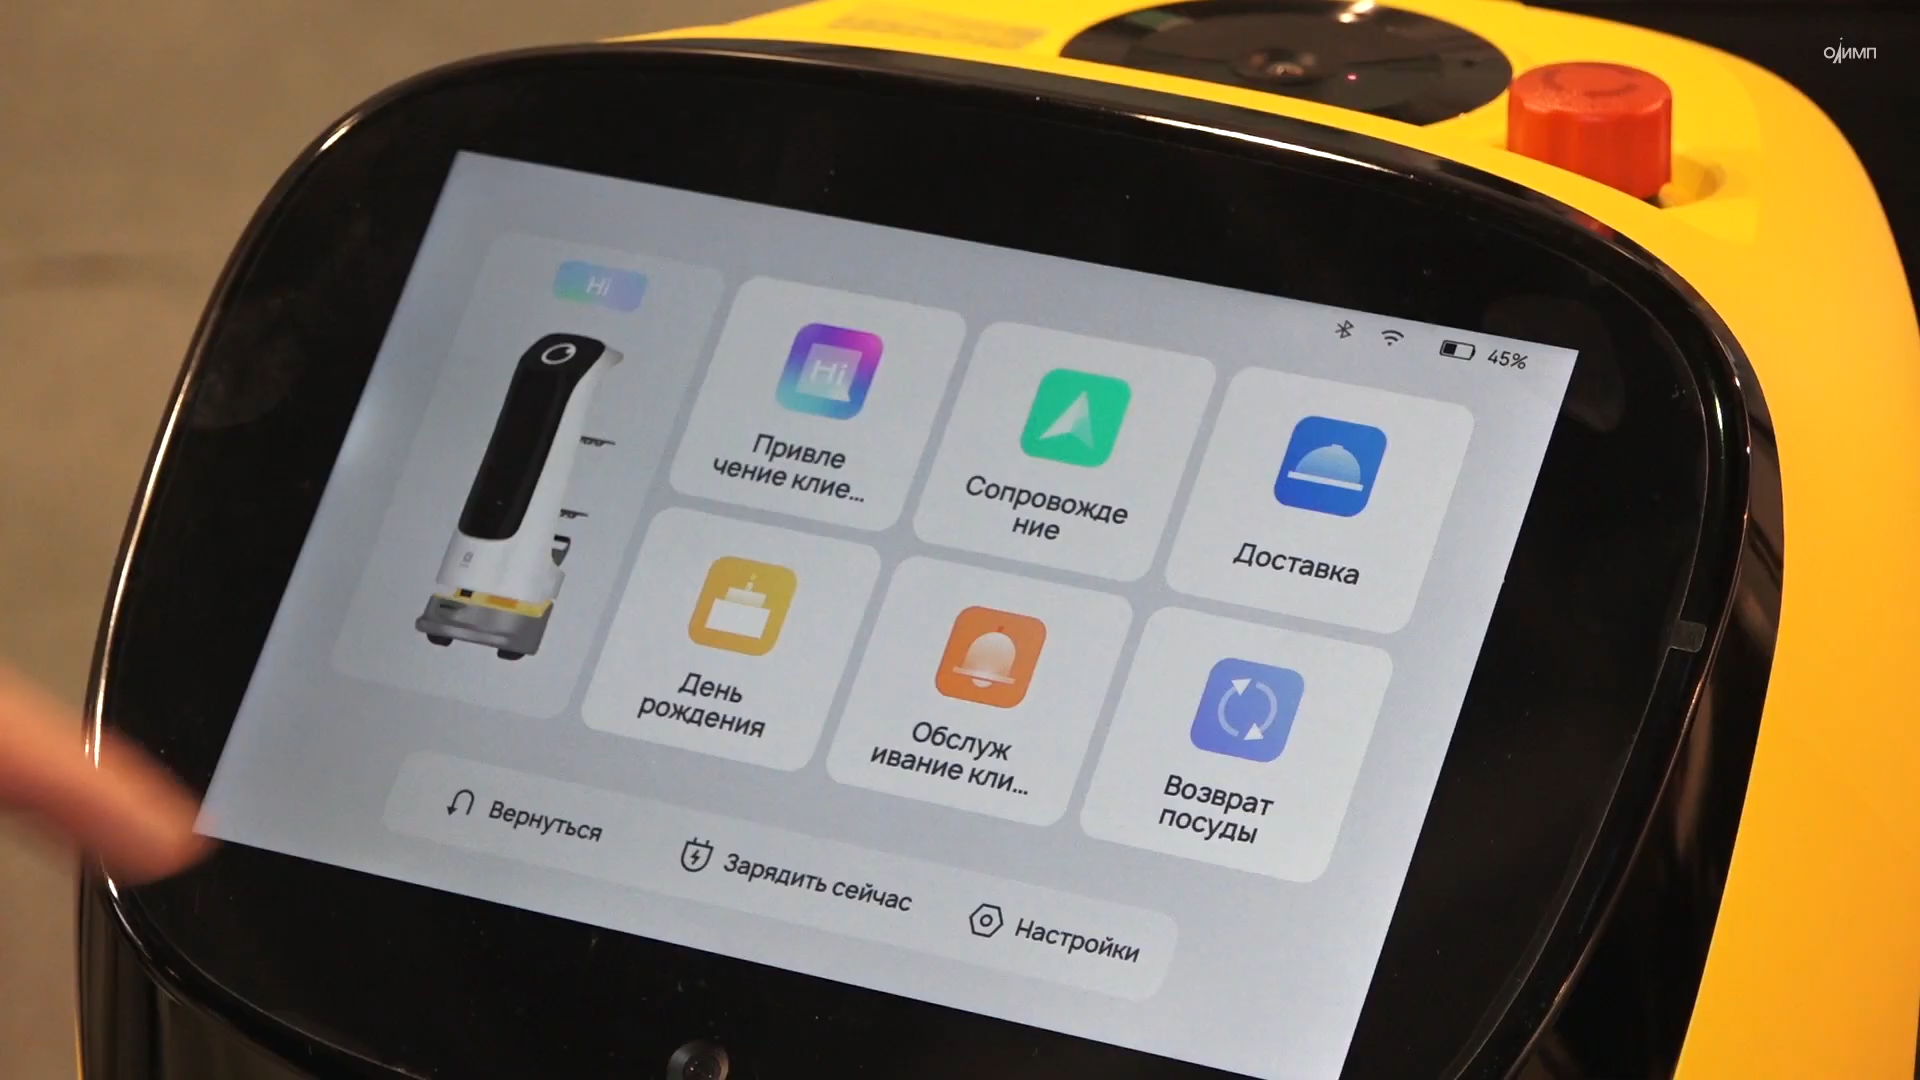 ОЛИМП
45%
Hi
Hi
Привле
чение клие...
Сопровожде
ние
Доставка
День
рождения
Обслуж
ивание кли...
Возврат
посуды
Вернуться
Зарядить сейчас
Настройки